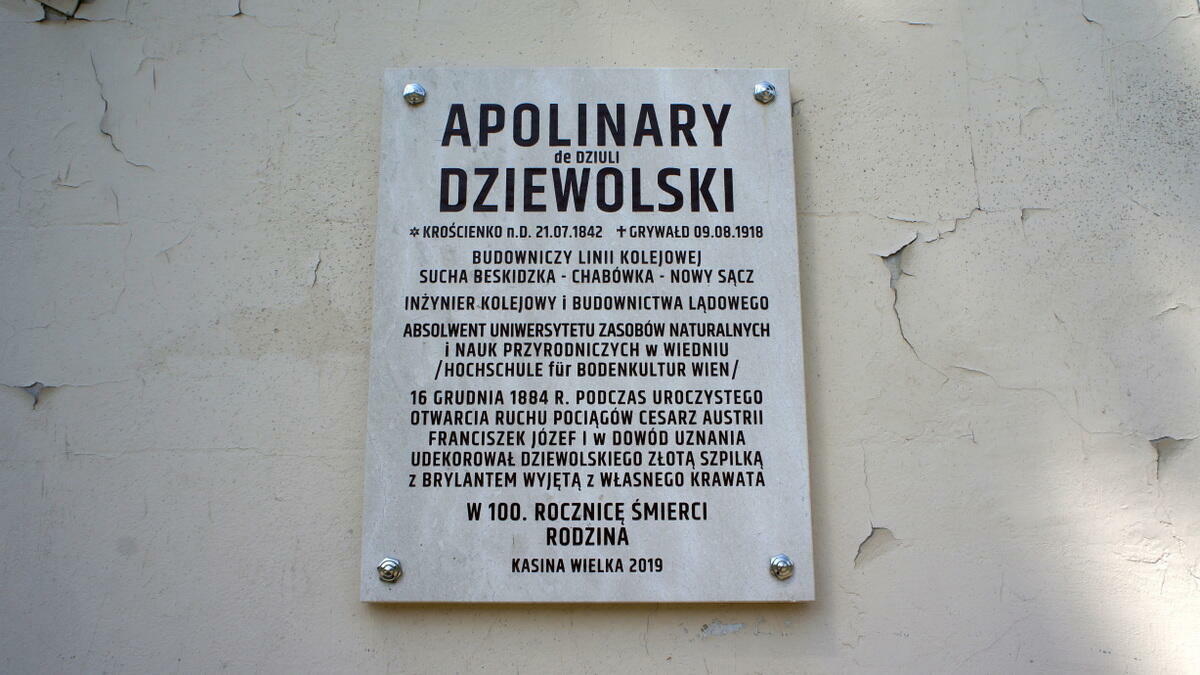 APOLINARY
de DZIULI
DZIEWOLSKI
✡ KROŚCIENKO n.D. 21.07.1842 ✝ GRYWAŁD 09.08.1918
BUDOWNICZY LINII KOLEJOWEJ
SUCHA BESKIDZKA - CHABÓWKA - NOWY SĄCZ
INŻYNIER KOLEJOWY i BUDOWNICTWA LĄDOWEGO
ABSOLWENT UNIWERSYTETU ZASOBÓW NATURALNYCH
i NAUK PRZYRODNICZYCH w WIEDNIU
/HOCHSCHULE für BODENKULTUR WIEN/
16 GRUDNIA 1884 R. PODCZAS UROCZYSTEGO
OTWARCIA RUCHU POCIĄGÓW CESARZ AUSTRII
FRANCISZEK JÓZEF I w DOWÓD UZNANIA
UDEKOROWAŁ DZIEWOLSKIEGO ZŁOTĄ SZPILKĄ
z BRYLANTEM WYJĘTĄ z WŁASNEGO KRAWATA
W 100. ROCZNICĘ ŚMIERCI
RODZINA
KASINA WIELKA 2019